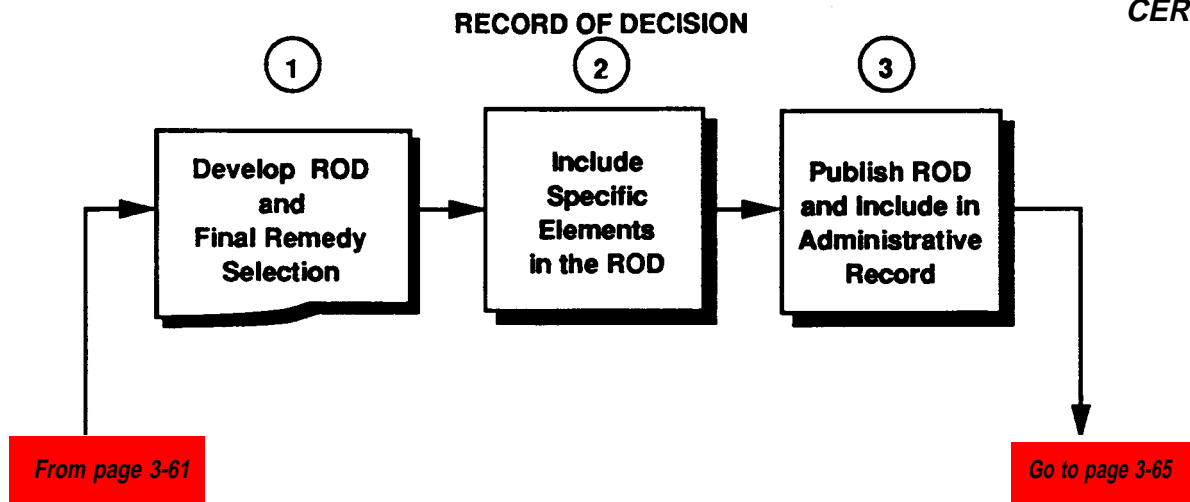 CER
RECORD OF DECISION
1
2
3
Develop ROD
and
Final Remedy
Selection
Include
Specific
Elements
in the ROD
Publish ROD
and Include in
Administrative
Record
From page 3-61
Go to page 3-65